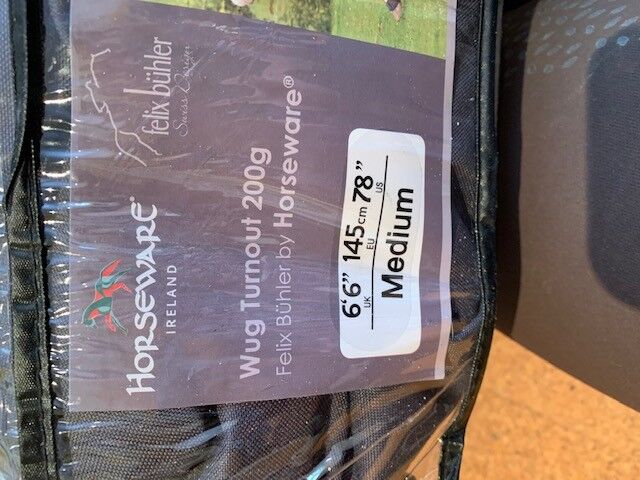 felix bühler
Swiss Design
HORSEWARE®
IRELAND
Wug Turnout 200g
Felix Bühler by Horseware®
6'6" 145cm 78"
UK EU US
Medium